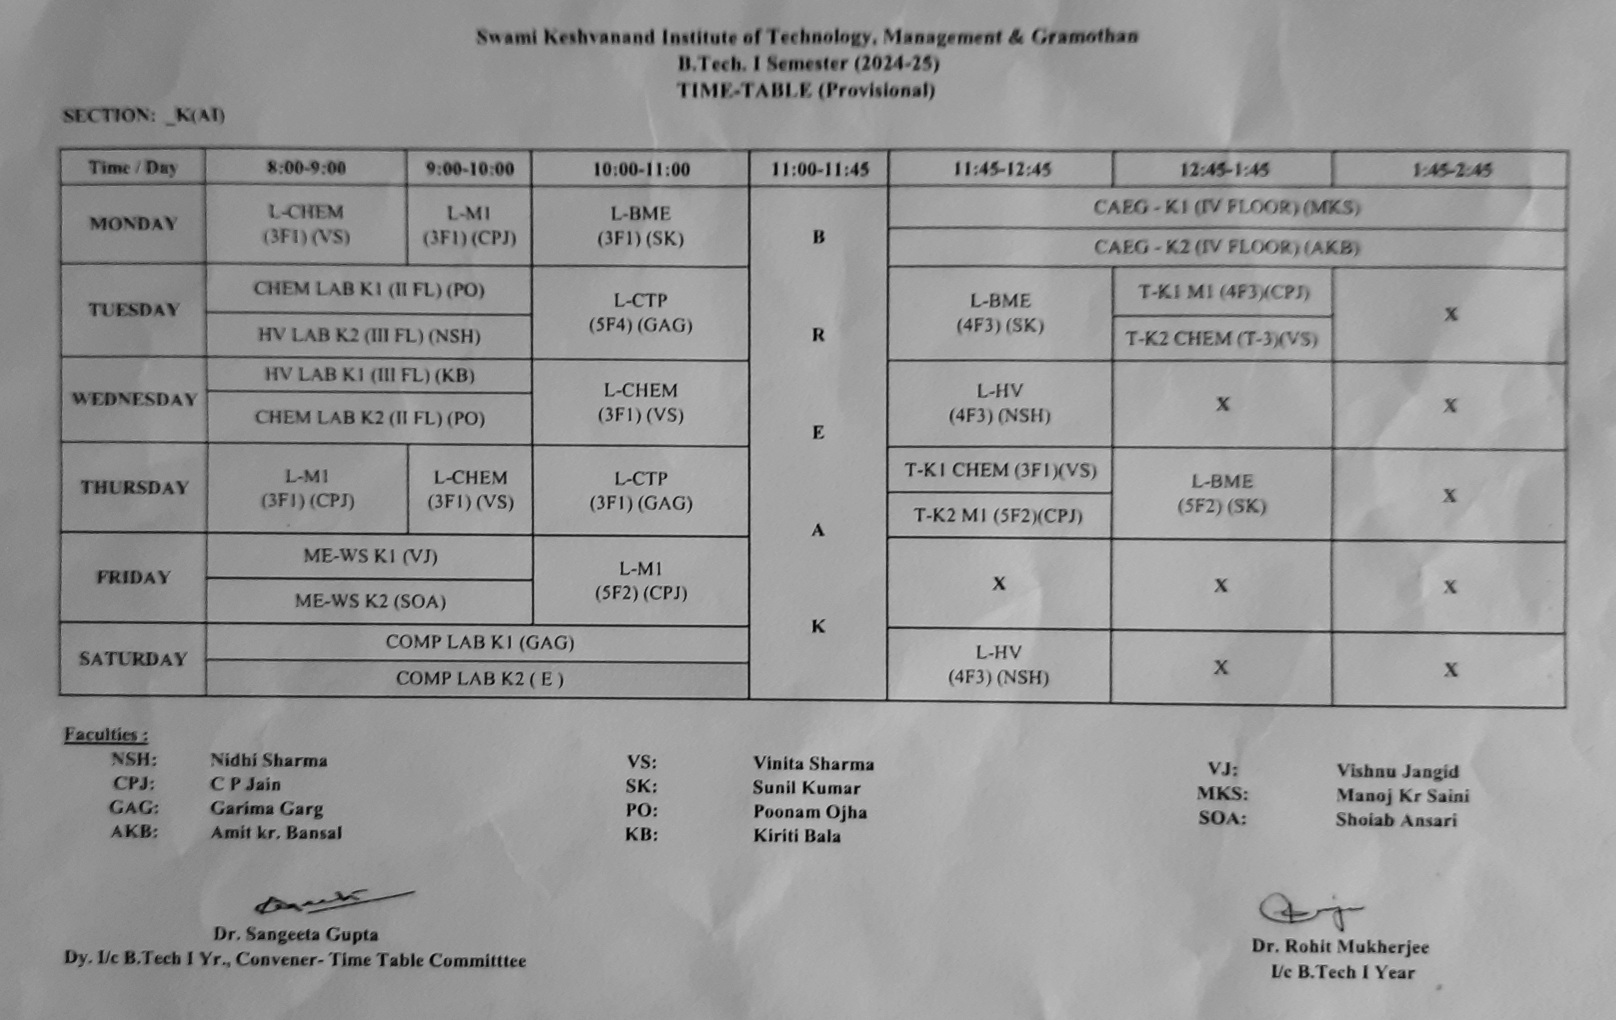 Swami Keshvanand Institute of Technology, Management & Gramothan
B.Tech. I Semester (2024-25)
TIME-TABLE (Provisional)
SECTION: _K(AI)
Time / Day 8:00-9:00 9:00-10:00 10:00-11:00 11:00-11:45 11:45-12:45 12:45-1:45 1:45-2:45
MONDAY
L-CHEM
(3F1) (VS)
L-M1
(3F1) (CPJ)
L-BME
(3F1) (SK)
CAEG - K1 (IV FLOOR) (MKS)
CAEG - K2 (IV FLOOR) (AKB)
B
R
E
A
K
TUESDAY
CHEM LAB K1 (II FL) (PO)
HV LAB K2 (III FL) (NSH)
L-CTP
(5F4) (GAG)
L-BME
(4F3) (SK)
T-K1 M1 (4F3)(CPJ)
T-K2 CHEM (T-3)(VS)
X
WEDNESDAY
HV LAB K1 (III FL) (KB)
CHEM LAB K2 (II FL) (PO)
L-CHEM
(3F1) (VS)
L-HV
(4F3) (NSH)
X
X
THURSDAY
L-M1
(3F1) (CPJ)
L-CHEM
(3F1) (VS)
L-CTP
(3F1) (GAG)
T-K1 CHEM (3F1)(VS)
T-K2 M1 (5F2)(CPJ)
L-BME
(5F2) (SK)
X
FRIDAY
ME-WS K1 (VJ)
ME-WS K2 (SOA)
L-M1
(5F2) (CPJ)
X
X
X
SATURDAY
COMP LAB K1 (GAG)
COMP LAB K2 ( E )
L-HV
(4F3) (NSH)
X
X
Faculties :
NSH: Nidhi Sharma VS: Vinita Sharma VJ: Vishnu Jangid
CPJ: C P Jain SK: Sunil Kumar MKS: Manoj Kr Saini
GAG: Garima Garg PO: Poonam Ojha SOA: Shoiab Ansari
AKB: Amit kr. Bansal KB: Kiriti Bala
Dr. Sangeeta Gupta
Dy. I/c B.Tech I Yr., Convener- Time Table Committtee
Dr. Rohit Mukherjee
I/c B.Tech I Year